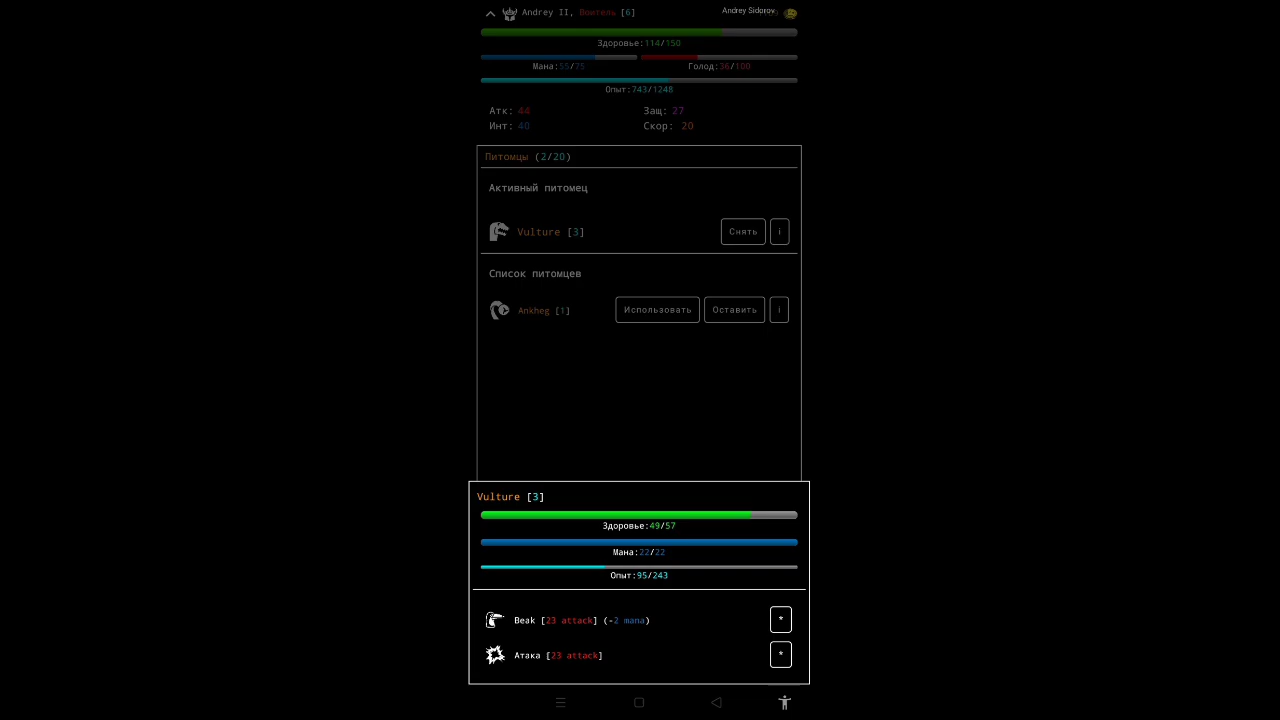 Andrey II, Воитель [6]
Andrey Sidorov
Здоровье:114/150
Мана:55/75
Голод:36/100
Опыт:743/1248
Атк: 44
Защ: 27
Инт: 40
Скор: 20
Питомцы (2/20)
Активный питомец
Vulture [3]
Снять
i
Список питомцев
Ankheg [1]
Использовать
Оставить
i
Vulture [3]
Здоровье:49/57
Мана:22/22
Опыт:95/243
Beak [23 attack] (-2 mana)
*
Атака [23 attack]
*